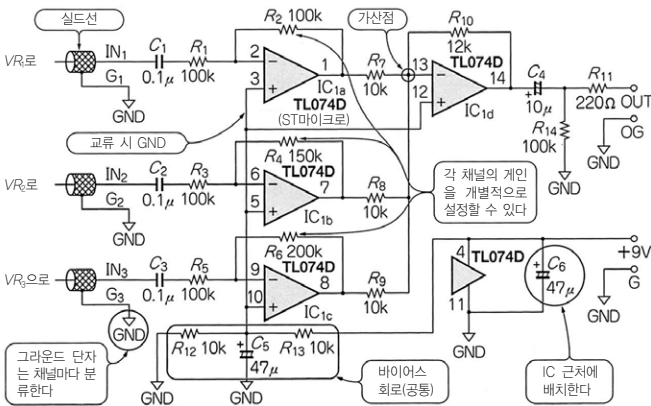 실드선
R2 100k
가산점
R10
12k
VR1로
IN1
C1
R1
0.1μ
100k
G1
GND
2
3
1
IC1a
TL074D
(ST마이크로)
R7
10k
13
12
TL074D
14
IC1d
C4
10μ
R11
220Ω
OUT
OG
GND
R14
100k
GND
교류 시 GND
VR2로
IN2
C2
R3
0.1μ
100k
G2
GND
R4 150k
TL074D
6
5
7
IC1b
R8
10k
각 채널의 게인
을 개별적으로
설정할 수 있다
VR3으로
IN3
C3
R5
0.1μ
100k
G3
GND
R6 200k
TL074D
9
10
8
IC1c
R9
10k
4
TL074D
11
GND
C6
47μ
+9V
G
GND
R12 10k
C5
47μ
R13 10k
GND
GND
그라운드 단자
는 채널마다 분
류한다
바이어스
회로(공통)
IC 근처에
배치한다